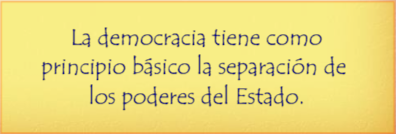 La democracia tiene como
principio básico la separación de
los poderes del Estado.